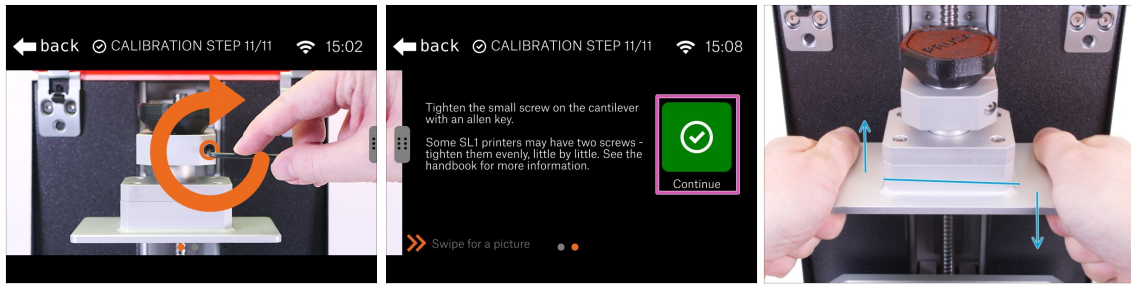 back
CALIBRATION STEP 11/11
15:02
back
CALIBRATION STEP 11/11
15:08
Tighten the small screw on the cantilever
with an allen key.
Some SL1 printers may have two screws -
tighten them evenly, little by little. See the
handbook for more information.
Continue
Swipe for a picture
PRUSA